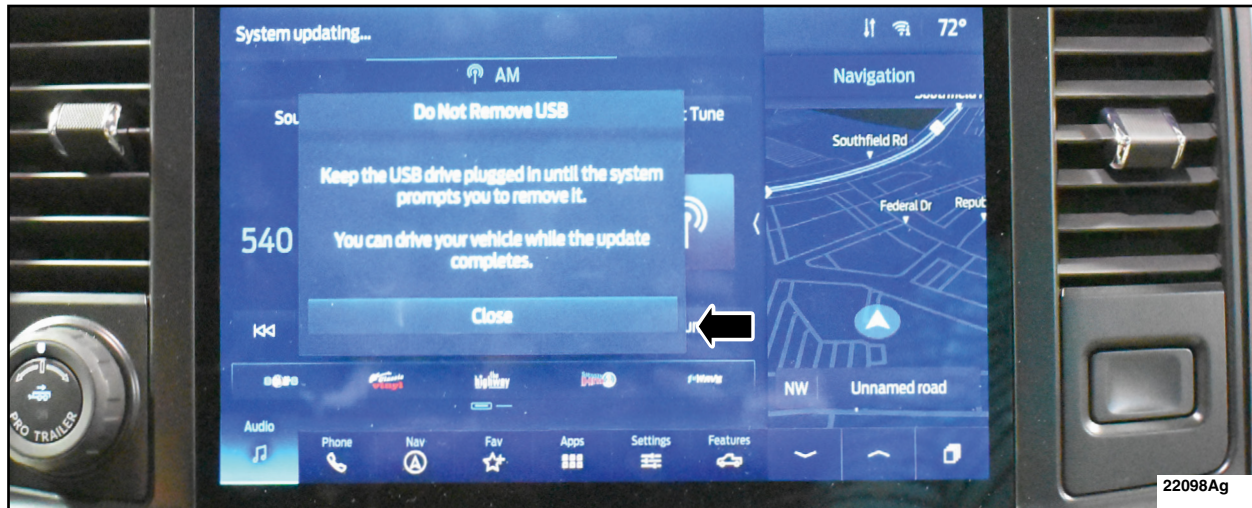 System updating...
72°
AM
Navigation
Do Not Remove USB
Tune
Southfield Rd
Keep the USB drive plugged in until the system
prompts you to remove it.
Federal Dr
540
You can drive your vehicle while the update
completes.
Close
the
highway
NW
Unnamed road
Audio
Phone
Nav
Fav
Apps
Settings
Features
PRO TRAILER
22098Ag